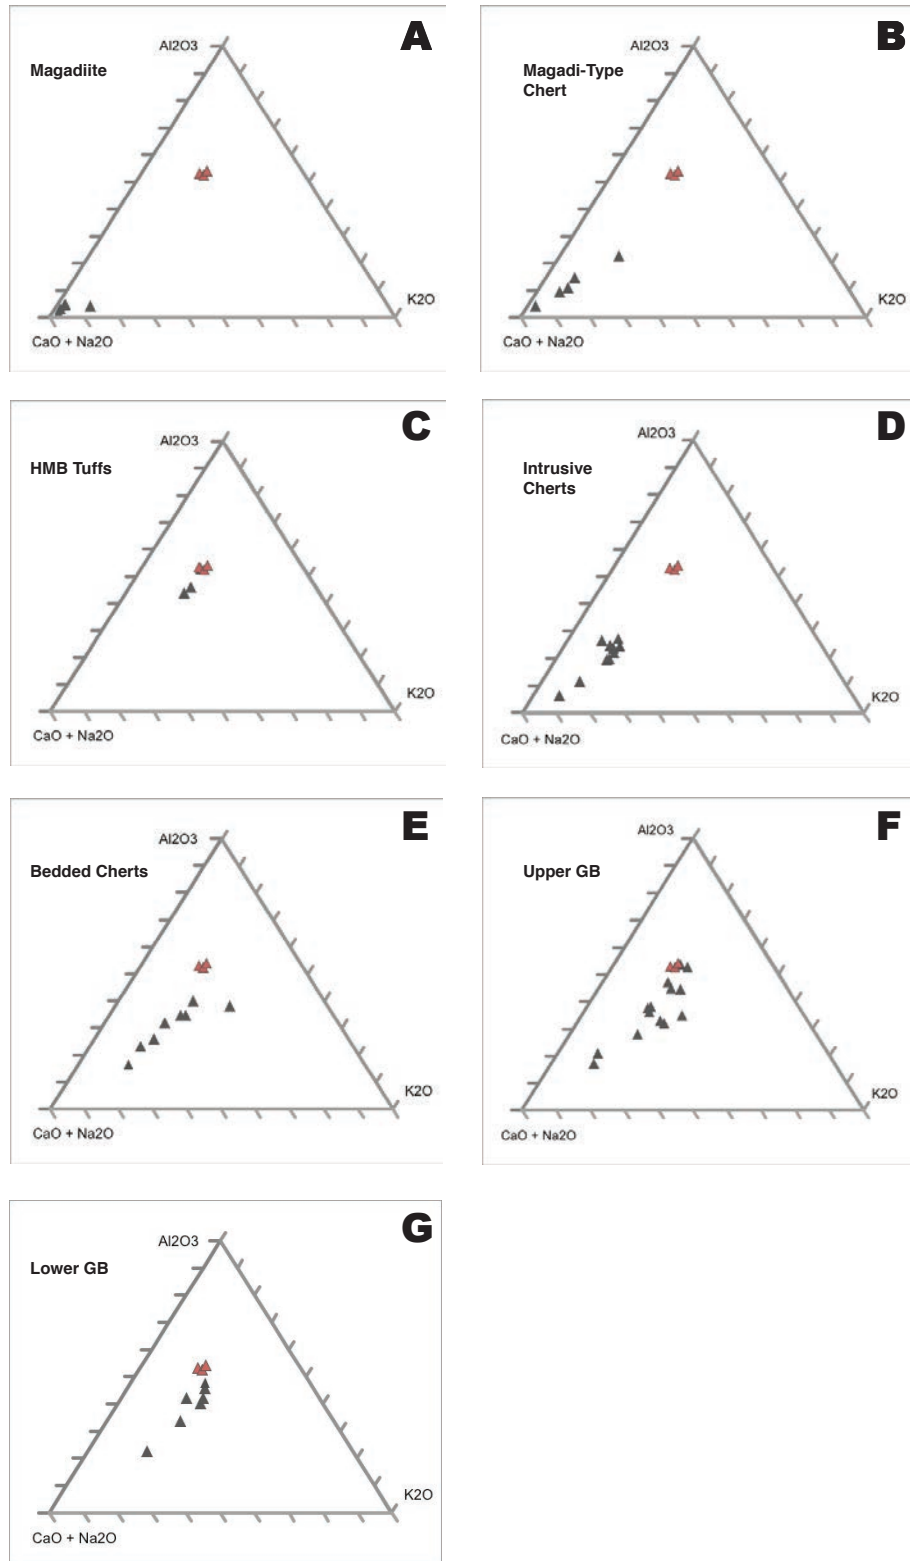 A
Al2O3
Magadiite
K2O
CaO + Na2O
B
Al2O3
Magadi-Type
Chert
K2O
CaO + Na2O
C
Al2O3
HMB Tuffs
K2O
CaO + Na2O
D
Al2O3
Intrusive
Cherts
K2O
CaO + Na2O
E
Al2O3
Bedded Cherts
K2O
CaO + Na2O
F
Al2O3
Upper GB
K2O
CaO + Na2O
G
Al2O3
Lower GB
K2O
CaO + Na2O